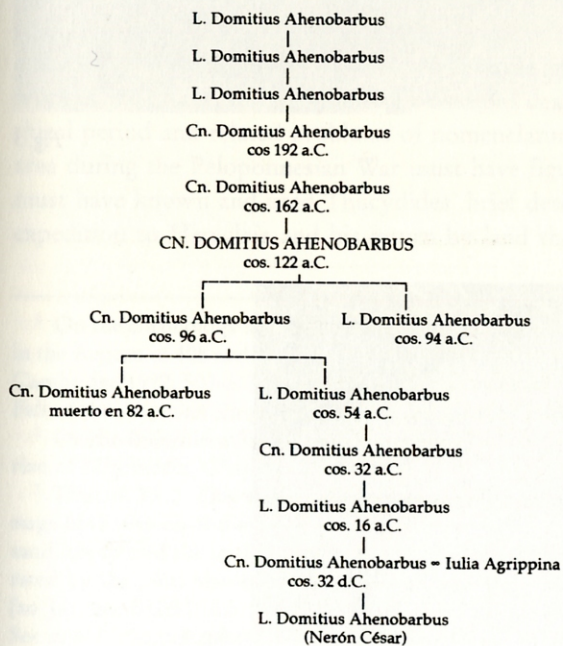 L. Domitius Ahenobarbus
L. Domitius Ahenobarbus
L. Domitius Ahenobarbus
Cn. Domitius Ahenobarbus
cos 192 a.C.
Cn. Domitius Ahenobarbus
cos. 162 a.C.
CN. DOMITIUS AHENOBARBUS
cos. 122 a.C.
Cn. Domitius Ahenobarbus
cos. 96 a.C.
L. Domitius Ahenobarbus
cos. 94 a.C.
Cn. Domitius Ahenobarbus
muerto en 82 a.C.
L. Domitius Ahenobarbus
cos. 54 a.C.
Cn. Domitius Ahenobarbus
cos. 32 a.C.
L. Domitius Ahenobarbus
cos. 16 a.C.
Cn. Domitius Ahenobarbus = Iulia Agrippina
cos. 32 d.C.
L. Domitius Ahenobarbus
(Nerón César)